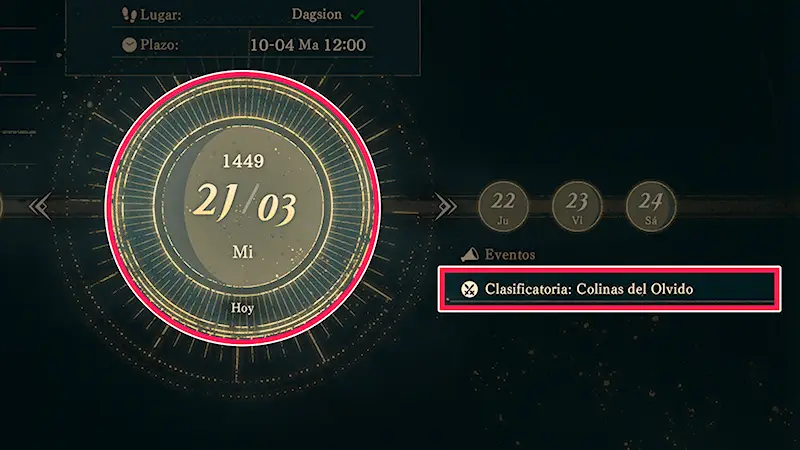 Lugar: Dagsion
Plazo: 10-04 Ma 12:00
1449
21/03
Mi
Hoy
22 Ju
23 Vi
24 Sá
Eventos
Clasificatoria: Colinas del Olvido